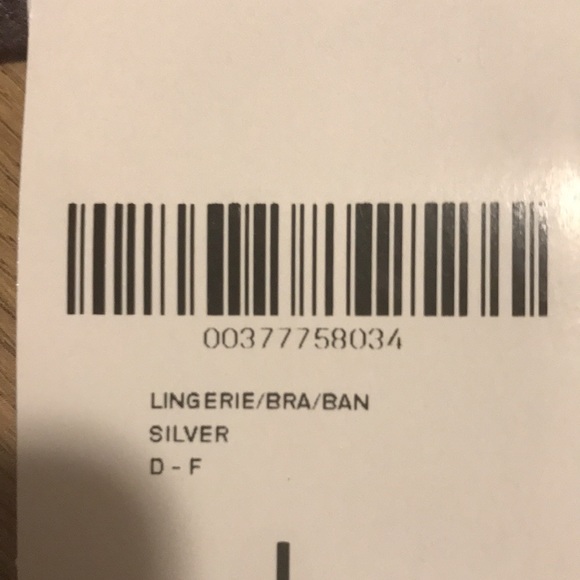 00377758034
LINGERIE/BRA/BAN
SILVER
D - F